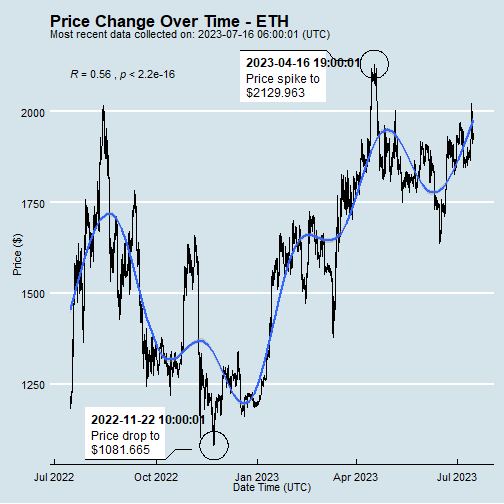 Price Change Over Time - ETH
Most recent data collected on: 2023-07-16 06:00:01 (UTC)
R = 0.56 , p < 2.2e-16
2023-04-16 19:00:01
Price spike to
$2129.963
2000
1750
1500
1250
Price ($)
2022-11-22 10:00:01
Price drop to
$1081.665
Jul 2022
Oct 2022
Jan 2023
Apr 2023
Jul 2023
Date Time (UTC)